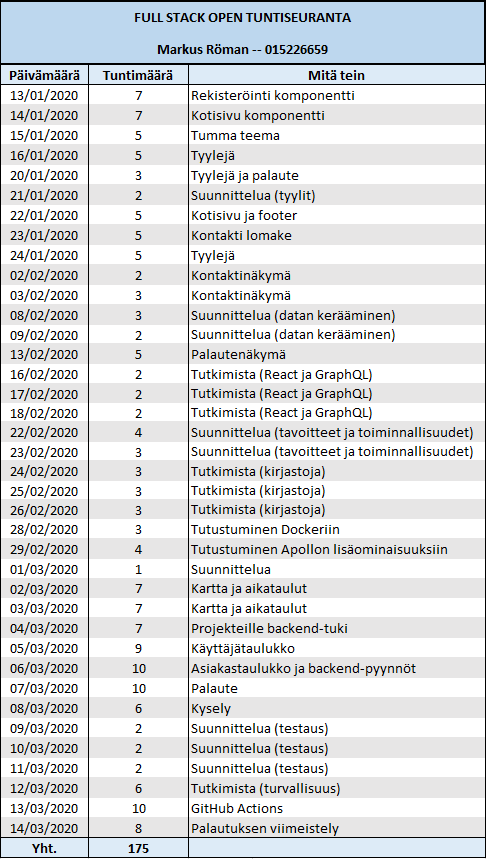 FULL STACK OPEN TUNTISEURANTA
Markus Röman -- 015226659
Päivämäärä Tuntimäärä Mitä tein
13/01/2020 7 Rekisteröinti komponentti
14/01/2020 7 Kotisivu komponentti
15/01/2020 5 Tumma teema
16/01/2020 5 Tyylejä
20/01/2020 3 Tyylejä ja palaute
21/01/2020 2 Suunnittelua (tyylit)
22/01/2020 5 Kotisivu ja footer
23/01/2020 5 Kontakti lomake
24/01/2020 5 Tyylejä
02/02/2020 2 Kontaktinäkymä
03/02/2020 3 Kontaktinäkymä
08/02/2020 3 Suunnittelua (datan kerääminen)
09/02/2020 2 Suunnittelua (datan kerääminen)
13/02/2020 5 Palautenäkymä
16/02/2020 2 Tutkimista (React ja GraphQL)
17/02/2020 2 Tutkimista (React ja GraphQL)
18/02/2020 2 Tutkimista (React ja GraphQL)
22/02/2020 4 Suunnittelua (tavoitteet ja toiminnallisuudet)
23/02/2020 3 Suunnittelua (tavoitteet ja toiminnallisuudet)
24/02/2020 3 Tutkimista (kirjastoja)
25/02/2020 3 Tutkimista (kirjastoja)
26/02/2020 3 Tutkimista (kirjastoja)
28/02/2020 3 Tutustuminen Dockeriin
29/02/2020 4 Tutustuminen Apollon lisäominaisuuksiin
01/03/2020 1 Suunnittelua
02/03/2020 7 Kartta ja aikataulut
03/03/2020 7 Kartta ja aikataulut
04/03/2020 7 Projekteille backend-tuki
05/03/2020 9 Käyttäjätaulukko
06/03/2020 10 Asiakastaulukko ja backend-pyynnöt
07/03/2020 10 Palaute
08/03/2020 6 Kysely
09/03/2020 2 Suunnittelua (testaus)
10/03/2020 2 Suunnittelua (testaus)
11/03/2020 2 Suunnittelua (testaus)
12/03/2020 6 Tutkimista (turvallisuus)
13/03/2020 10 GitHub Actions
14/03/2020 8 Palautuksen viimeistely
Yht. 175